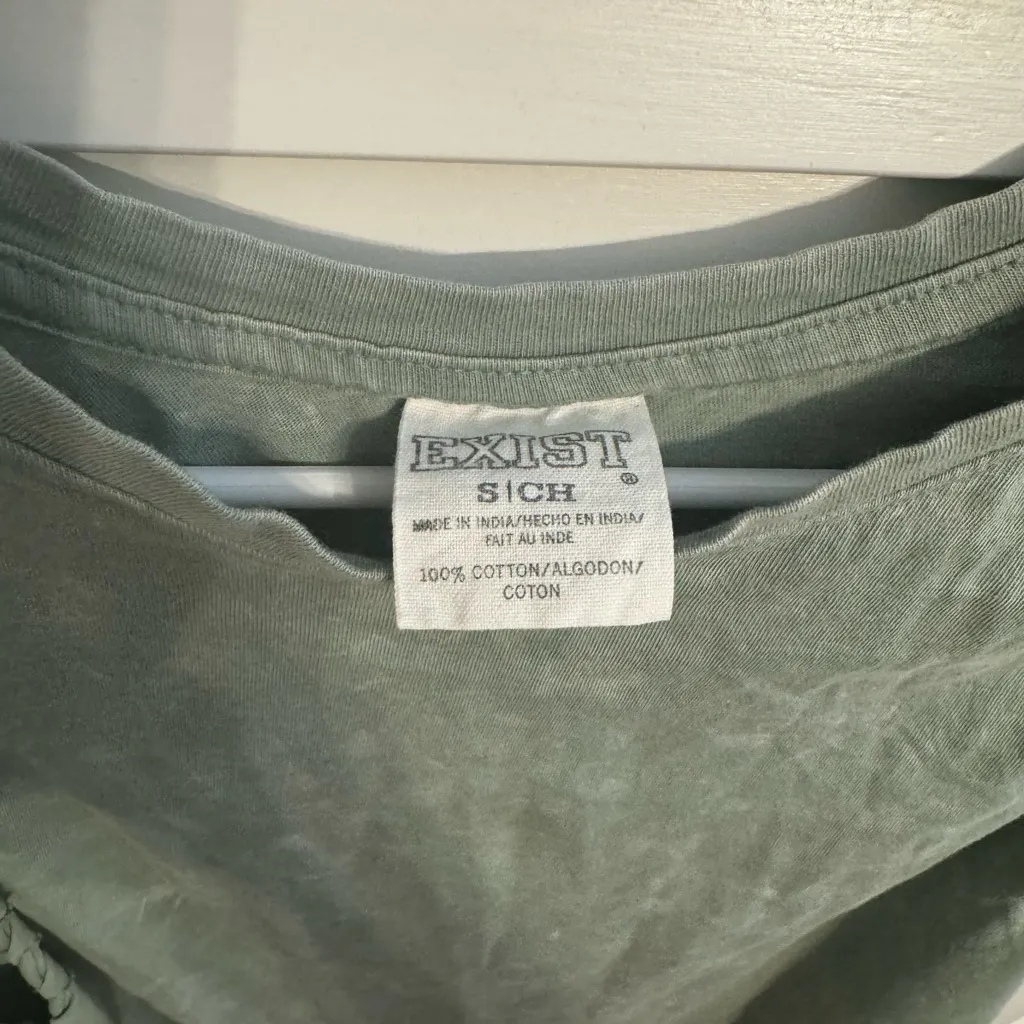 EXIST
®
S|CH
MADE IN INDIA/HECHO EN INDIA/
FAIT AU INDE
100% COTTON/ALGODON/
COTON